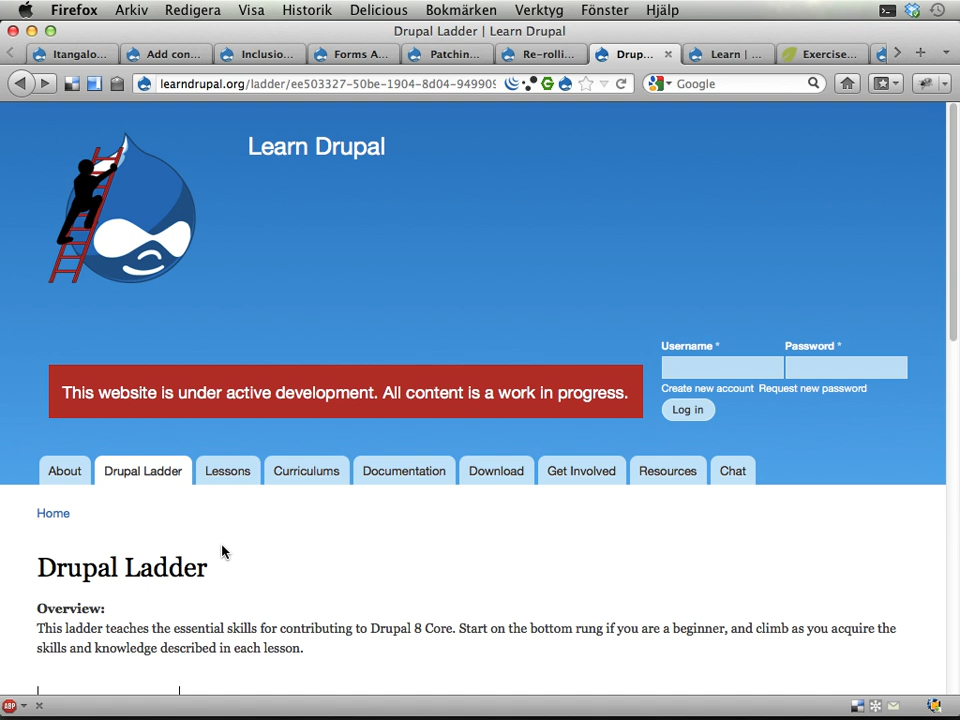 Firefox Arkiv Redigera Visa Historik Delicious Bokmärken Verktyg Fönster Hjälp
Drupal Ladder | Learn Drupal
Itangalo... Add con... Inclusio... Forms A... Patchin... Re-rolli... Drup... Learn | ... Exercise...
learndrupal.org/ladder/ee503327-50be-1904-8d04-949909 Google
Learn Drupal
Username * Password *
This website is under active development. All content is a work in progress.
Create new account Request new password
Log in
About Drupal Ladder Lessons Curriculums Documentation Download Get Involved Resources Chat
Home
Drupal Ladder
Overview:
This ladder teaches the essential skills for contributing to Drupal 8 Core. Start on the bottom rung if you are a beginner, and climb as you acquire the
skills and knowledge described in each lesson.
ABP